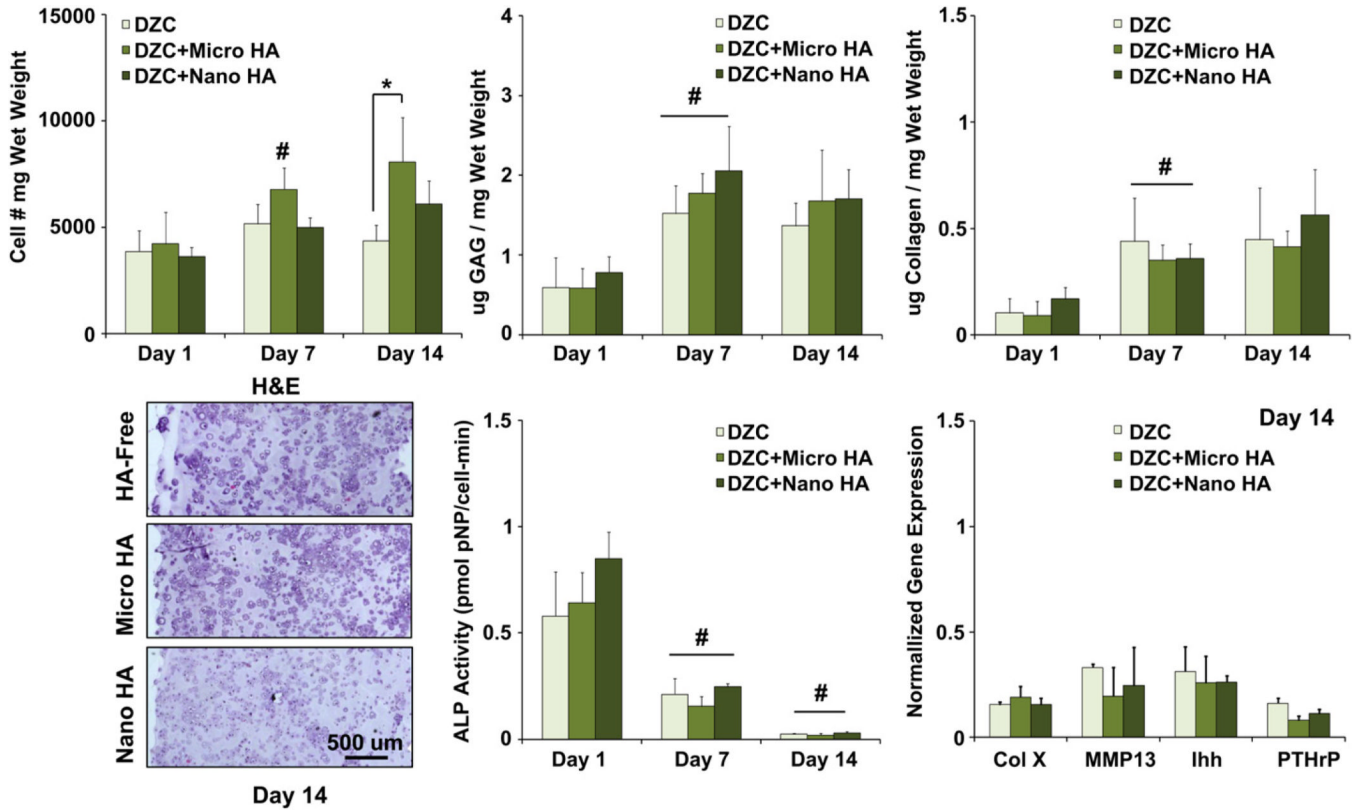 15000
10000
5000
0
Cell # mg Wet Weight
DZC
DZC+Micro HA
DZC+Nano HA
#
*
Day 1
Day 7
Day 14
4
3
2
1
0
ug GAG / mg Wet Weight
DZC
DZC+Micro HA
DZC+Nano HA
#
Day 1
Day 7
Day 14
1.5
1
0.5
0
ug Collagen / mg Wet Weight
DZC
DZC+Micro HA
DZC+Nano HA
#
Day 1
Day 7
Day 14
H&E
HA-Free
Micro HA
Nano HA
500 um
Day 14
1.5
1
0.5
0
ALP Activity (pmol pNP/cell-min)
DZC
DZC+Micro HA
DZC+Nano HA
#
#
Day 1
Day 7
Day 14
Day 14
1.5
1
0.5
0
Normallized Gene Expression
DZC
DZC+Micro HA
DZC+Nano HA
Col X
MMP13
Ihh
PTHrP